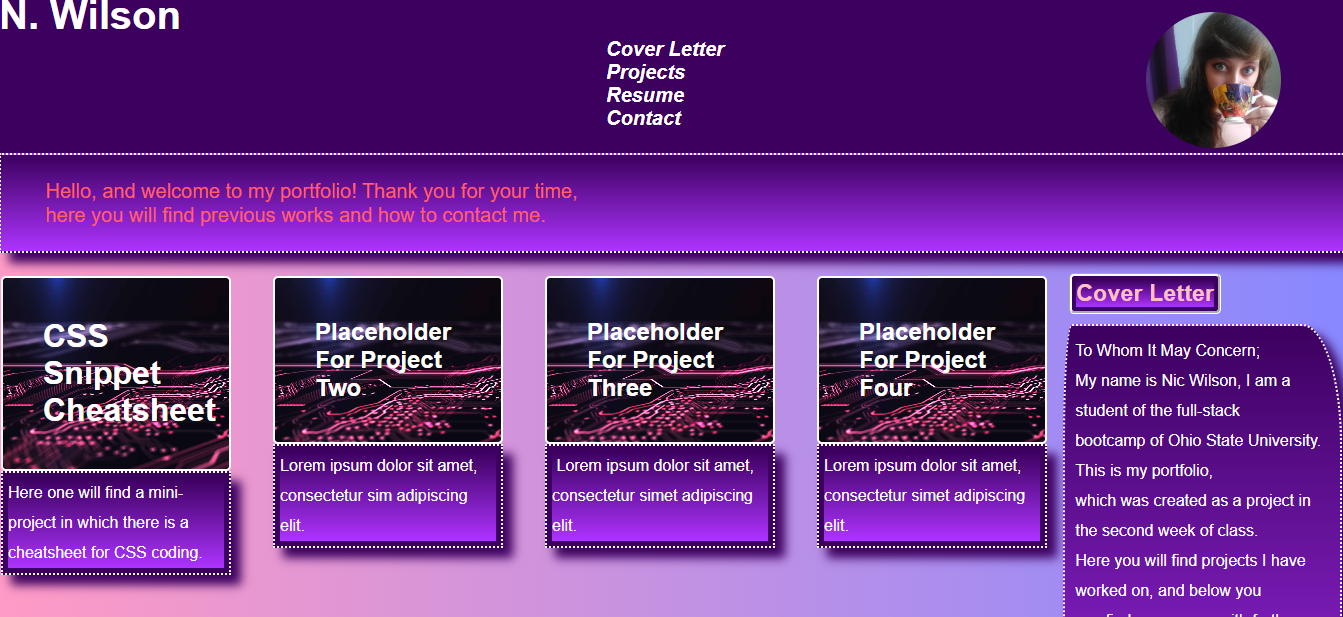 N. Wilson
Cover Letter
Projects
Resume
Contact
Hello, and welcome to my portfolio! Thank you for your time,
here you will find previous works and how to contact me.
CSS
Snippet
Cheatsheet
Here one will find a mini-
project in which there is a
cheatsheet for CSS coding.
Placeholder
For Project
Two
Lorem ipsum dolor sit amet,
consectetur sim adipiscing
elit.
Placeholder
For Project
Three
Lorem ipsum dolor sit amet,
consectetur simet adipiscing
elit.
Placeholder
For Project
Four
Lorem ipsum dolor sit amet,
consectetur simet adipiscing
elit.
Cover Letter
To Whom It May Concern;
My name is Nic Wilson, I am a
student of the full-stack
bootcamp of Ohio State University.
This is my portfolio,
which was created as a project in
the second week of class.
Here you will find projects I have
worked on, and below you